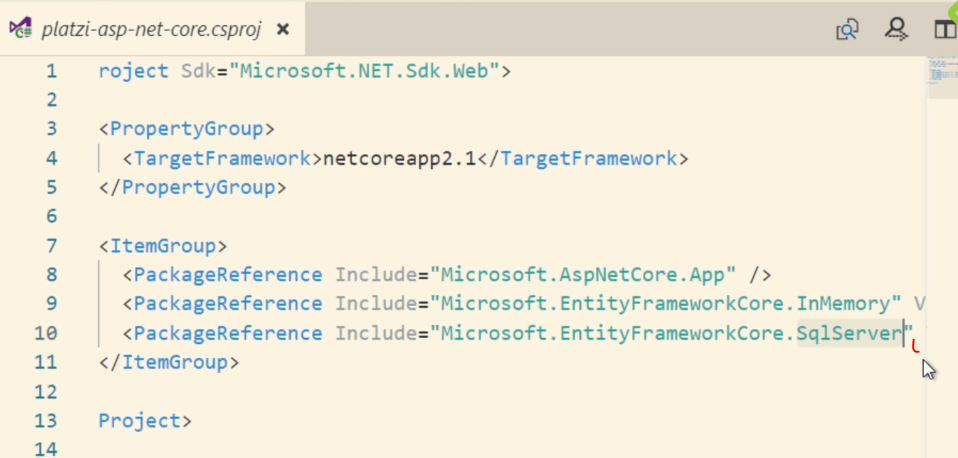 platzi-asp-net-core.csproj
1 roject Sdk="Microsoft.NET.Sdk.Web">
2
3 <PropertyGroup>
4 <TargetFramework>netcoreapp2.1</TargetFramework>
5 </PropertyGroup>
6
7 <ItemGroup>
8 <PackageReference Include="Microsoft.AspNetCore.App" />
9 <PackageReference Include="Microsoft.EntityFrameworkCore.InMemory" V
10 <PackageReference Include="Microsoft.EntityFrameworkCore.SqlServer"
11 </ItemGroup>
12
13 Project>
14